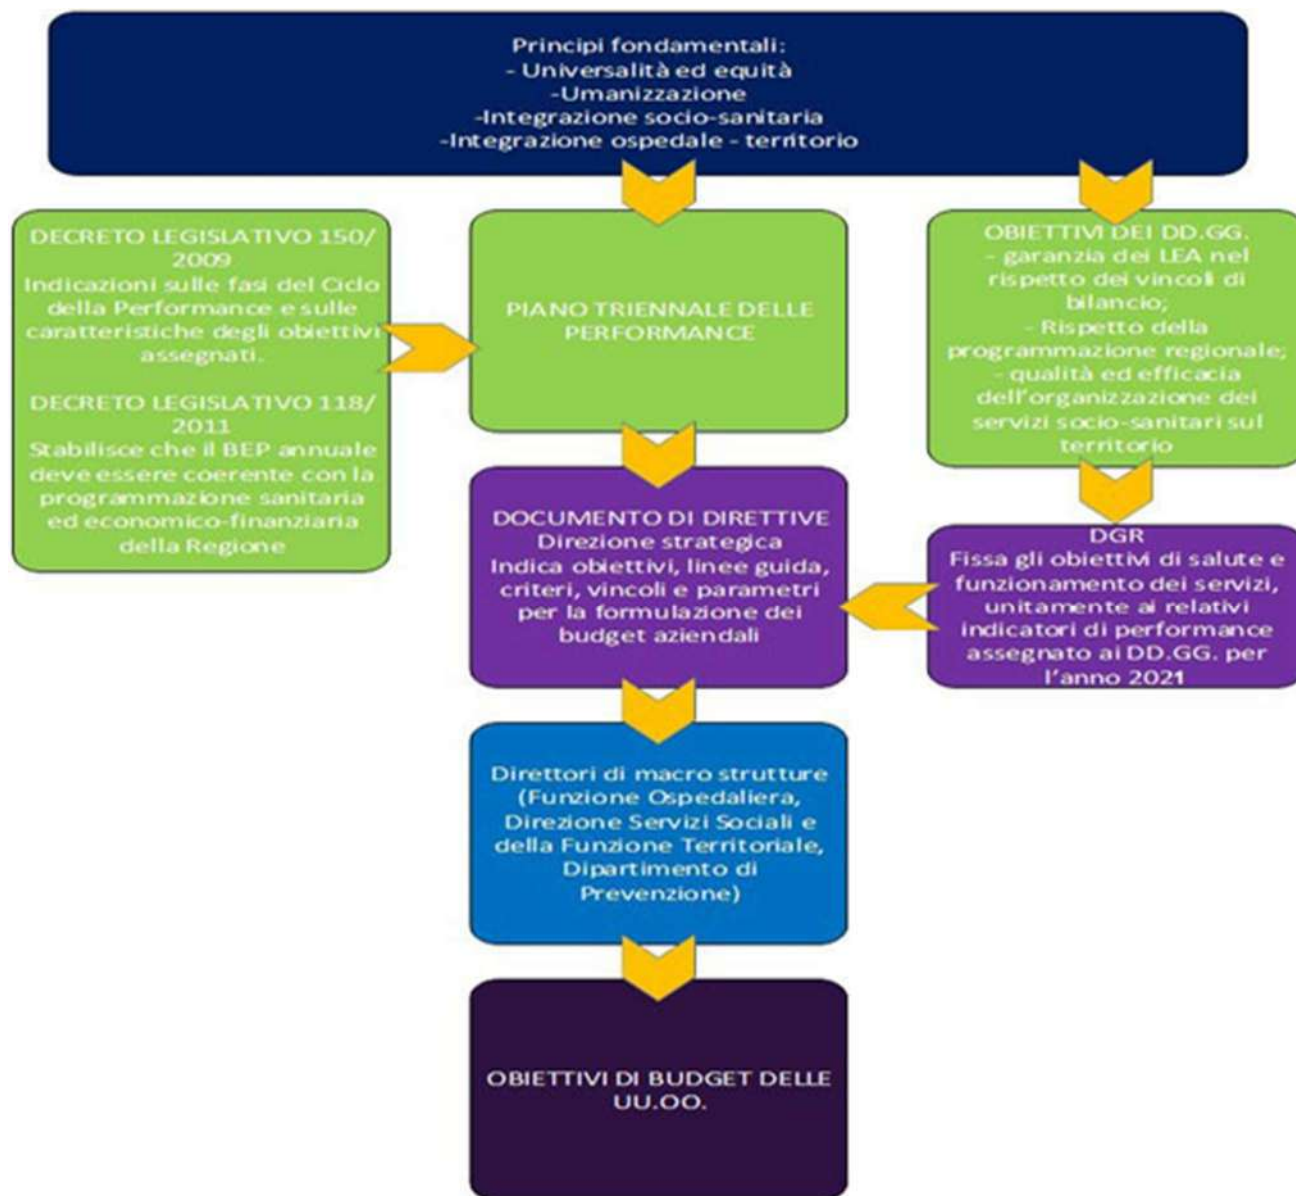 Principi fondamentali:
- Universalità ed equità
-Umanizzazione
-Integrazione socio-sanitaria
-Integrazione ospedale - territorio
DECRETO LEGISLATIVO 150/
2009
Indicazioni sulle fasi del Ciclo
della Performance e sulle
caratteristiche degli obiettivi
assegnati.
DECRETO LEGISLATIVO 118/
2011
Stabilisce che il BEP annuale
deve essere coerente con la
programmazione sanitaria
ed economico-finanziaria
della Regione
PIANO TRIENNALE DELLE
PERFORMANCE
OBIETTIVI DEI DD.GG.
- garanzia dei LEA nel
rispetto dei vincoli di
bilancio;
- Rispetto della
programmazione regionale;
- qualità ed efficacia
dell'organizzazione dei
servizi socio-sanitari sul
territorio
DOCUMENTO DI DIRETTIVE
Direzione strategica
Indica obiettivi, linee guida,
criteri, vincoli e parametri
per la formulazione dei
budget aziendali
DGR
Fissa gli obiettivi di salute e
funzionamento dei servizi,
unitamente ai relativi
indicatori di performance
assegnato ai DD.GG. per
l'anno 2021
Direttori di macro strutture
(Funzione Ospedaliera,
Direzione Servizi Sociali e
della Funzione Territoriale,
Dipartimento di
Prevenzione)
OBIETTIVI DI BUDGET DELLE
UU.OO.